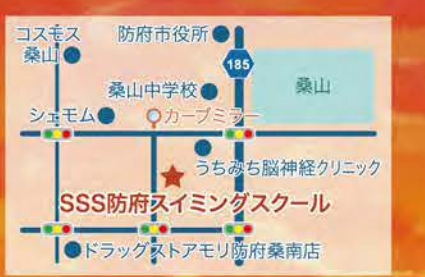 コスモス
桑山
防府市役所
185
桑山
桑山中学校
シェモム
カーブミラー
うちみち脳神経クリニック
SSS防府スイミングスクール
ドラッグストアモリ防府桑南店